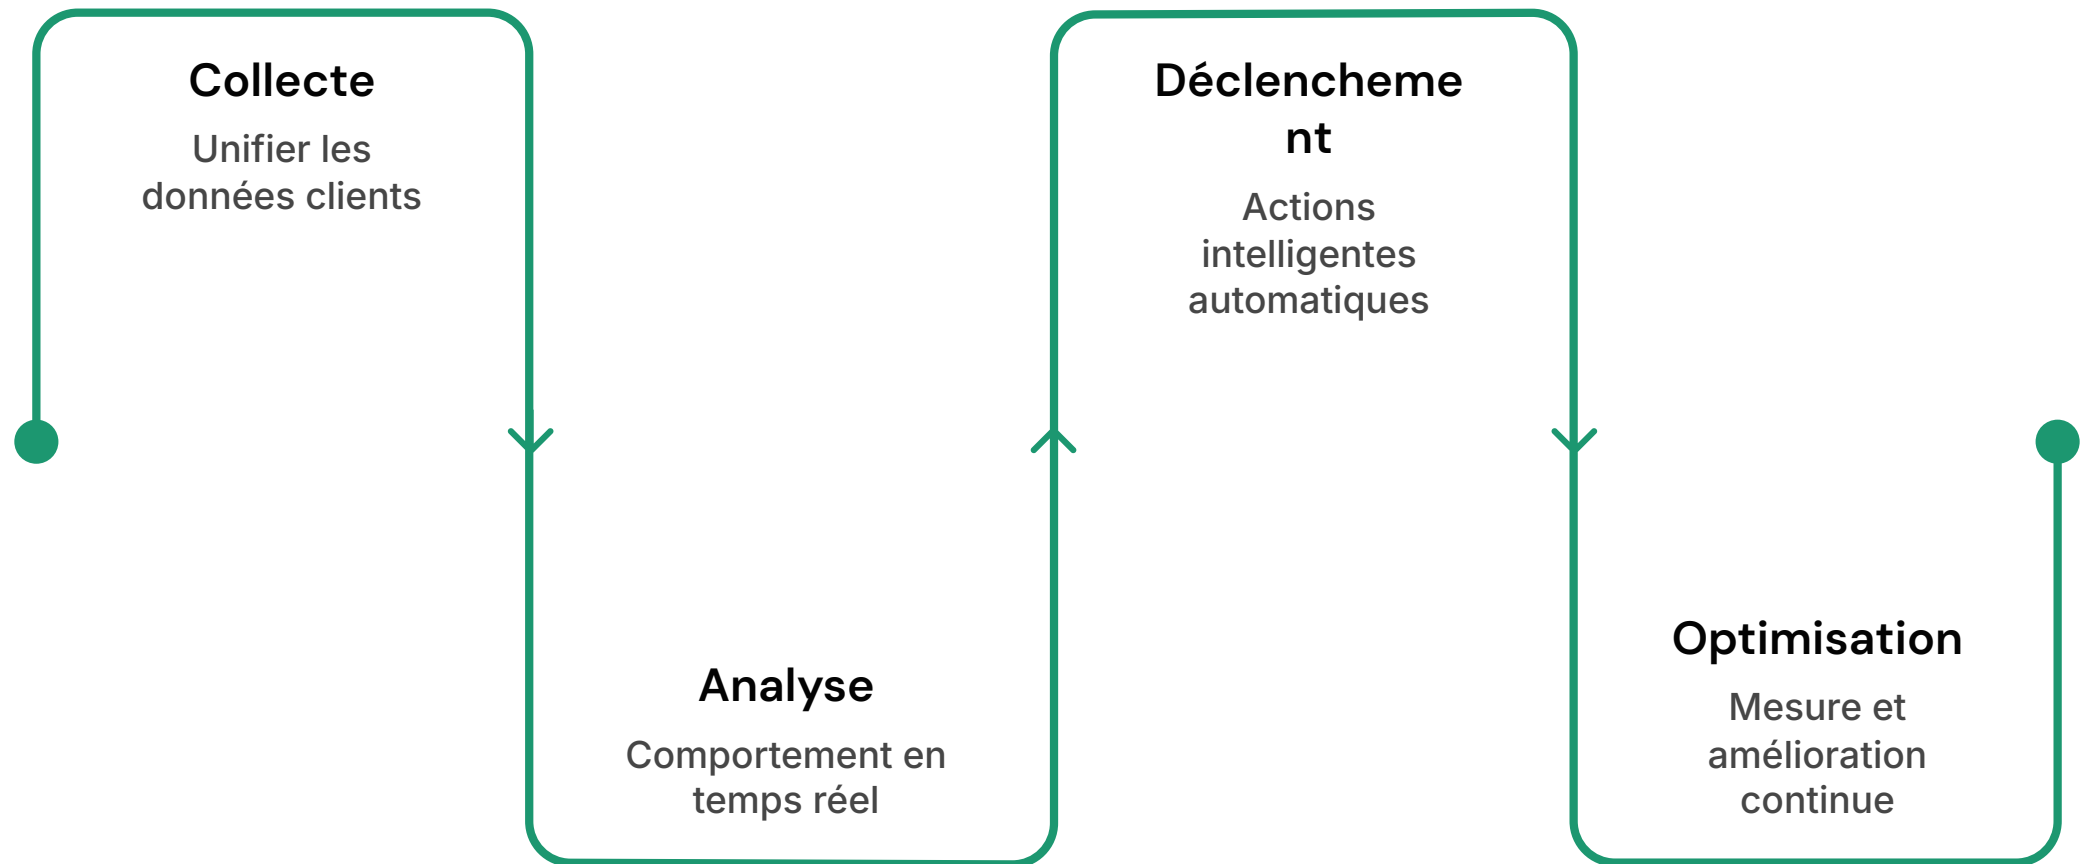 Collecte
Unifier les
données clients
Analyse
Comportement en
temps réel
Déclencheme
nt
Actions
intelligentes
automatiques
Optimisation
Mesure et
amélioration
continue